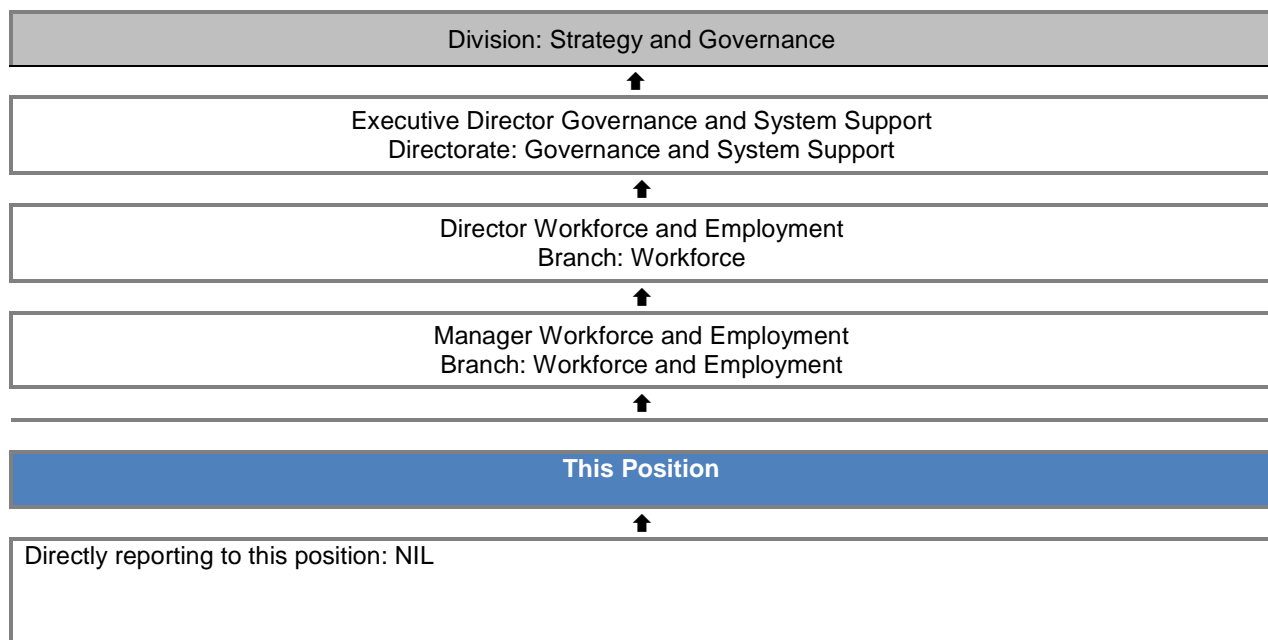 Division: Strategy and Governance
Executive Director Governance and System Support
Directorate: Governance and System Support
Director Workforce and Employment
Branch: Workforce
Manager Workforce and Employment
Branch: Workforce and Employment
This Position
Directly reporting to this position: NIL